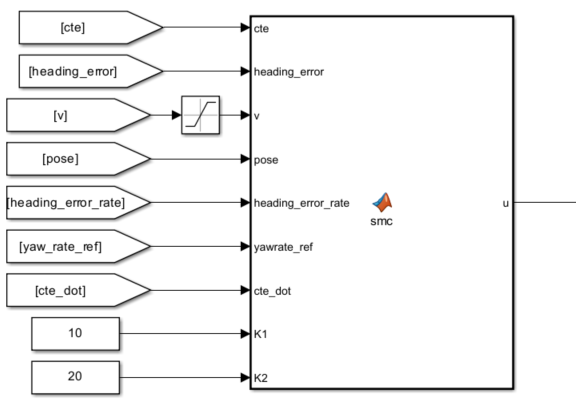 [cte] cte
[heading_error] heading_error
[v] v
[pose] pose
[heading_error_rate] heading_error_rate u
smc
[yaw_rate_ref] yawrate_ref
[cte_dot] cte_dot
10 K1
20 K2